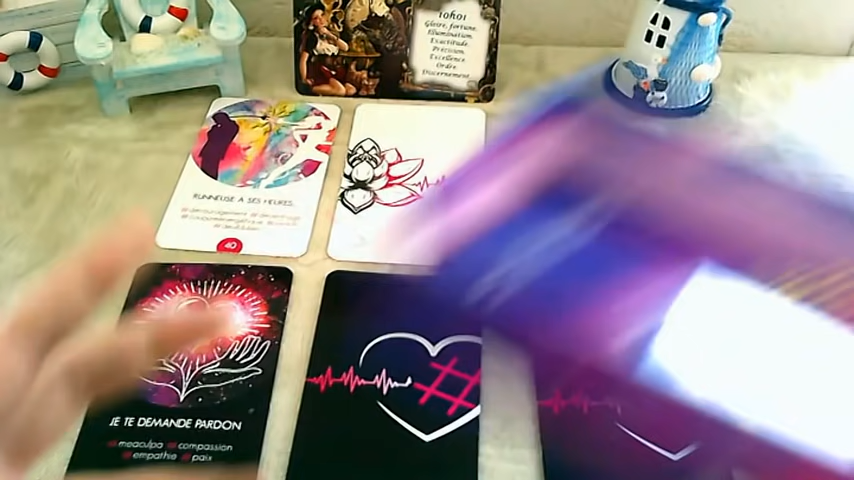 10h01
Gloire, fortune.
Illumination.
Exactitude.
Précision.
Excellence
Ordre.
Discernement.
RUNNEUSE A SES HEURES...
40
JE TE DEMANDE PARDON
#meaculpa #compassion
#empathie #paix
#